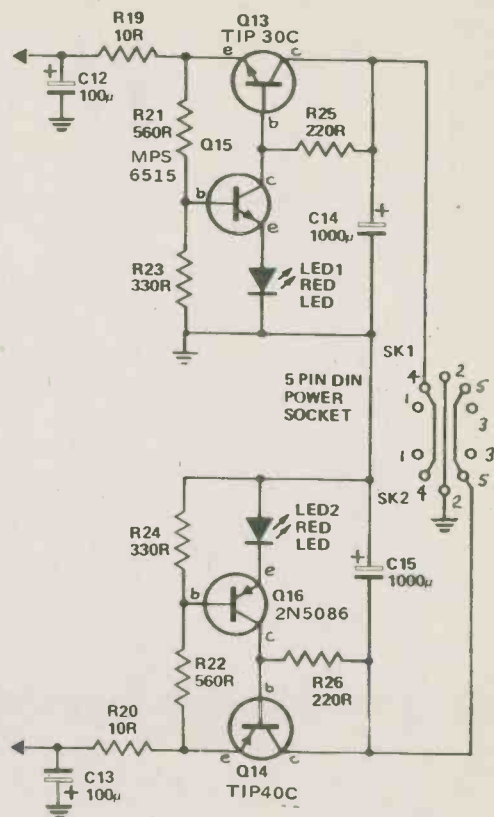 R19
10R
Q13
TIP 30C
e
c
+
C12
100µ
b
R21
560R
Q15
MPS
6515
R25
220R
c
b
e
C14
+
1000µ
R23
330R
LED1
RED
LED
SK1
5 PIN DIN
POWER
SOCKET
4
2
5
1
3
1
3
4
2
5
SK2
R24
330R
LED2
RED
LED
e
Q16
2N5086
b
c
+
C15
1000µ
R22
560R
b
R26
220R
R20
10R
e
c
Q14
TIP40C
C13
100µ
+